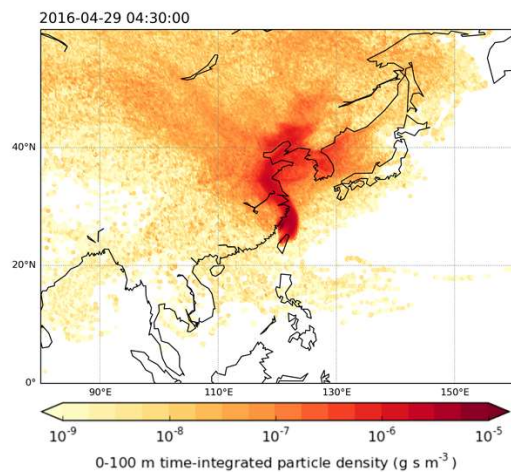 2016-04-29 04:30:00
40°N
20°N
0°
90°E 110°E 130°E 150°E
10⁻⁹ 10⁻⁸ 10⁻⁷ 10⁻⁶ 10⁻⁵
0-100 m time-integrated particle density (g s m⁻³)